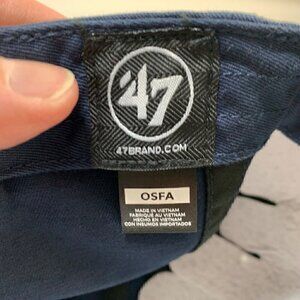 47
47BRAND.COM
OSFA
MADE IN VIETNAM
FABRIQUÉ AU VIETNAM
HECHO EN VIETNAM
CON INSUMOS IMPORTADOS